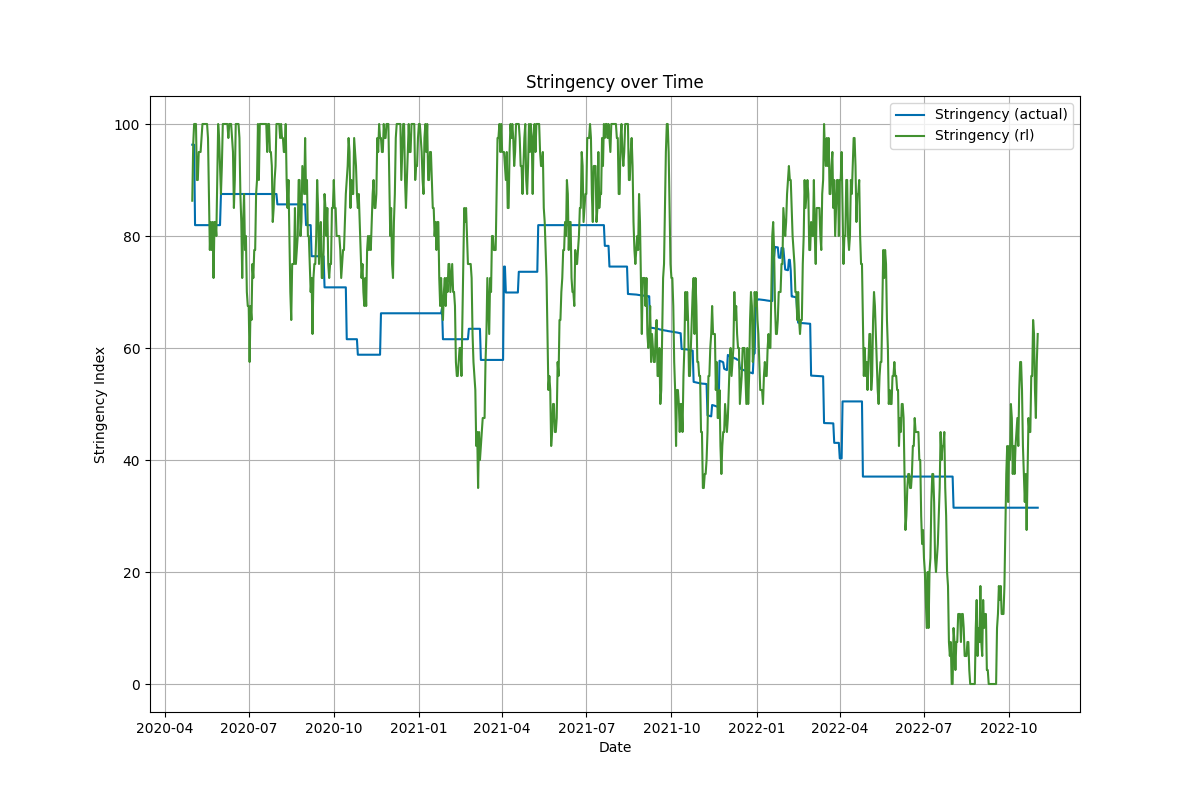 Stringency over Time
Stringency (actual)
Stringency (rl)
100
80
60
40
20
0
Stringency Index
2020-04 2020-07 2020-10 2021-01 2021-04 2021-07 2021-10 2022-01 2022-04 2022-07 2022-10
Date